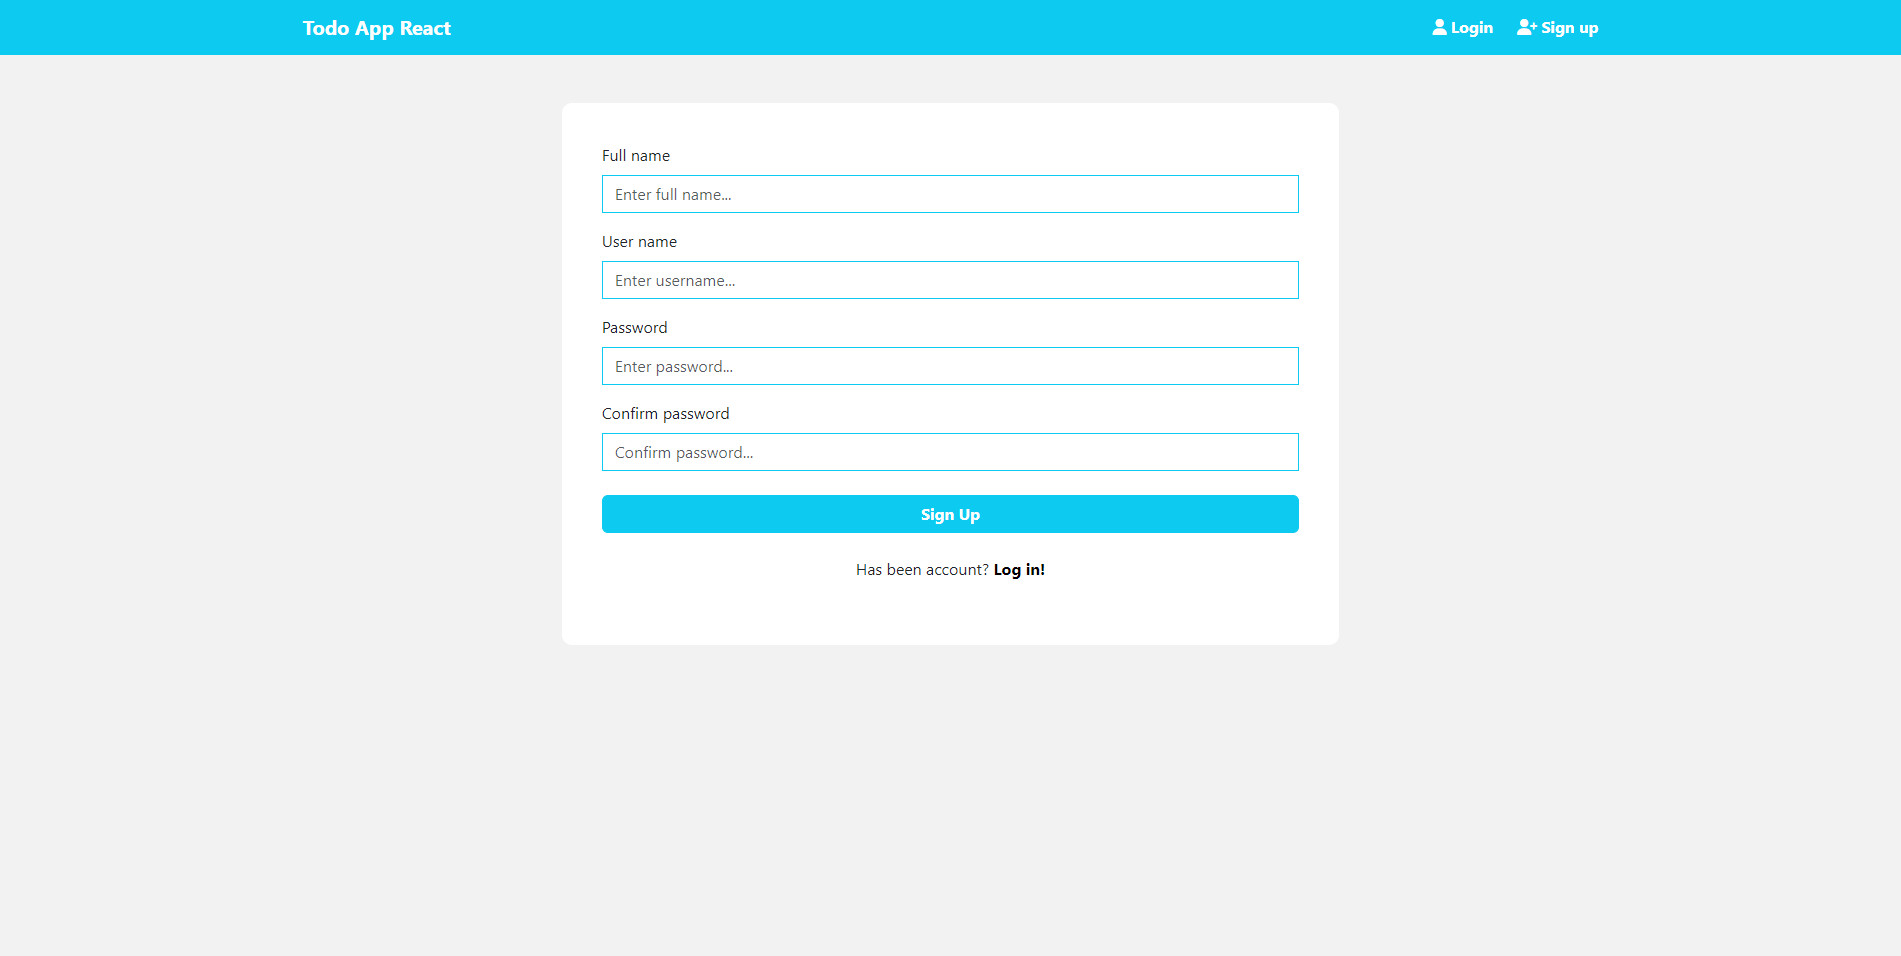 Todo App React
Login
Sign up
Full name
Enter full name...
User name
Enter username...
Password
Enter password...
Confirm password
Confirm password...
Sign Up
Has been account? Log in!